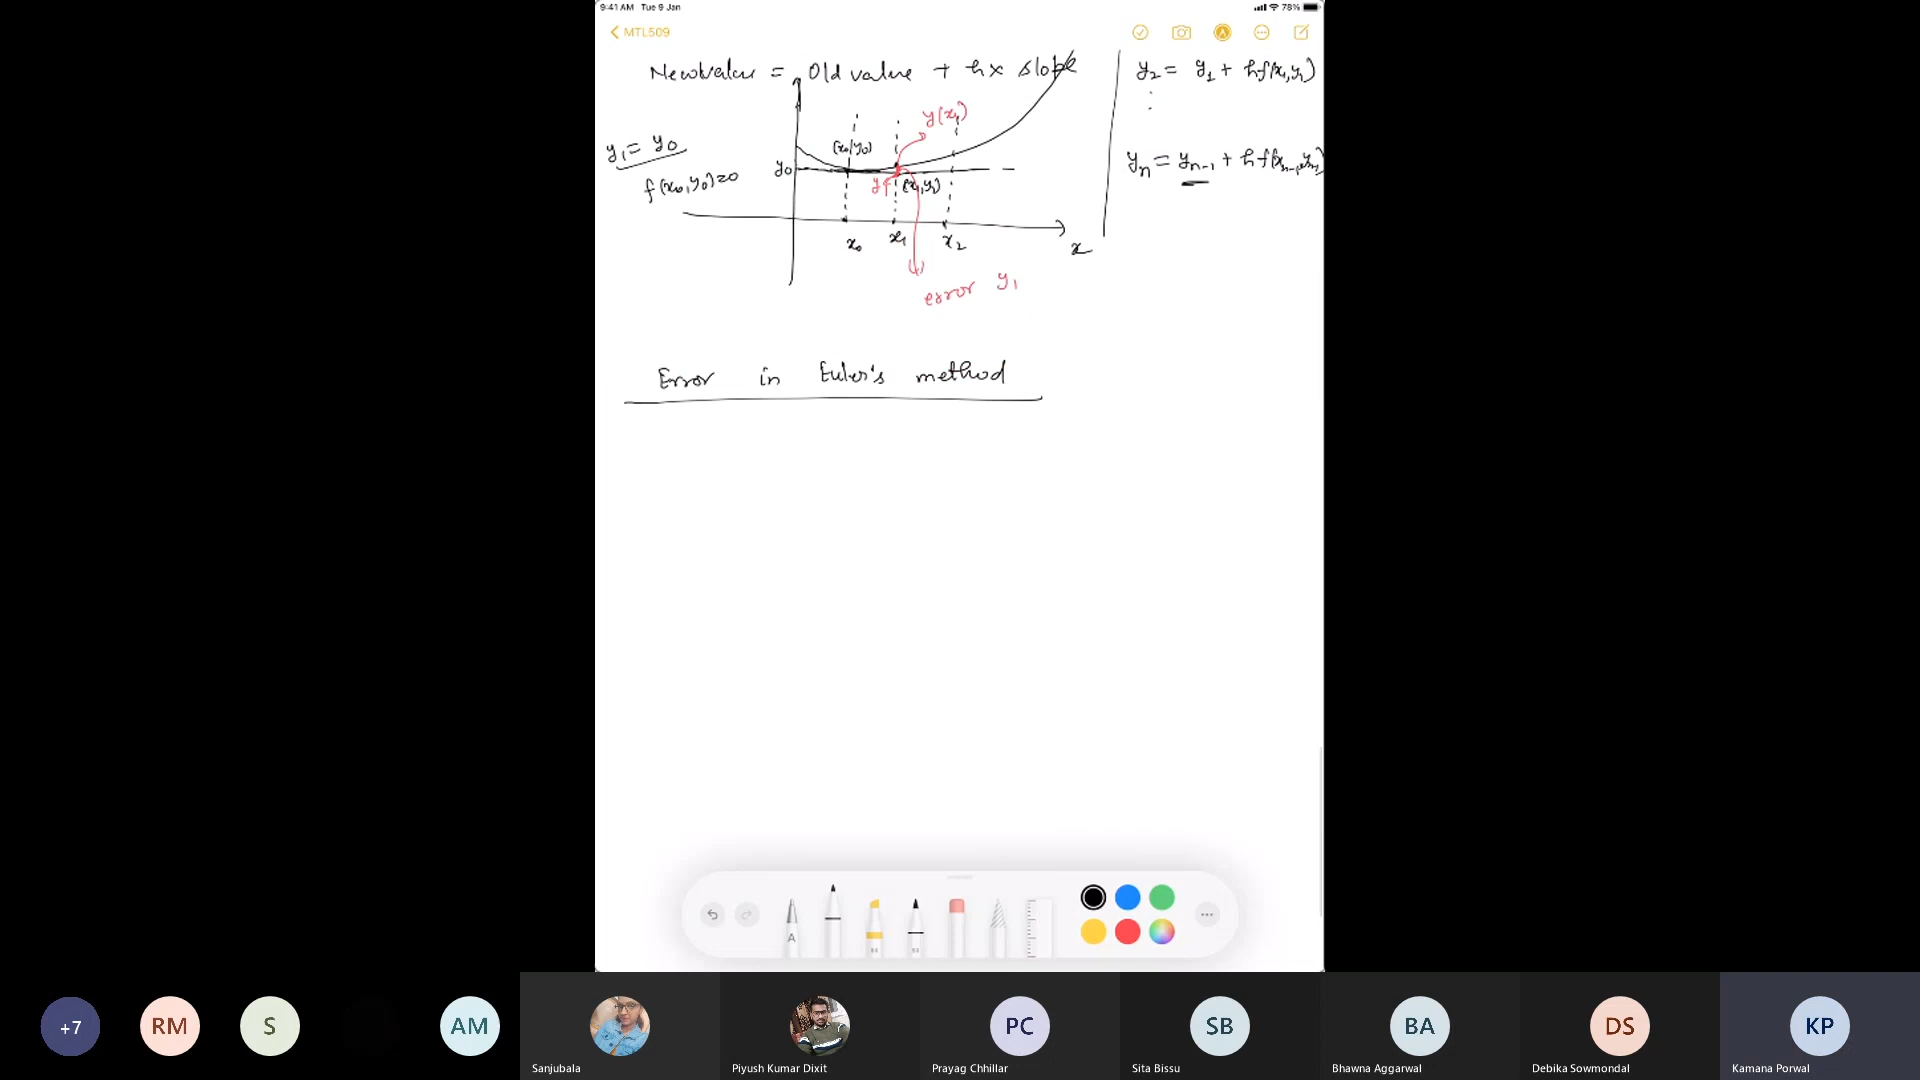 9:41 AM Tue 9 Jan
78%
MTL509
New value = Old value + h x slope
y₂ = y₁ + hf(x₁,y₁)
⋮
yₙ = yₙ₋₁ + hf(xₙ₋₁,yₙ₋₁)
y₁ = y₀
f(x₀,y₀)=0
y(x₁)
(x₀,y₀)
y₀
y₁
(x₁,y₁)
x₀ x₁ x₂ x
error y₁
Error in Euler's method
A
+7 RM S AM PC SB BA DS KP
Sanjubala Piyush Kumar Dixit Prayag Chhillar Sita Bissu Bhawna Aggarwal Debika Sowmondal Kamana Porwal